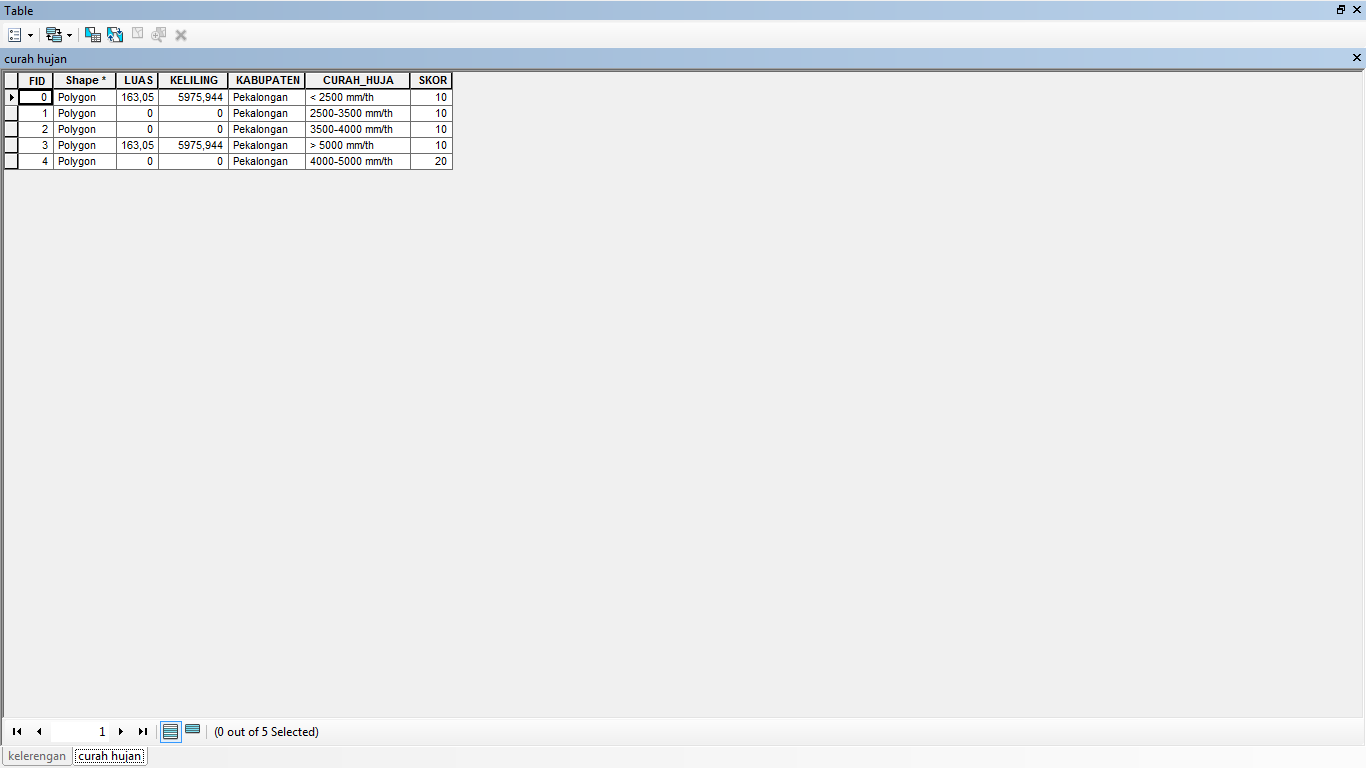 Table
curah hujan
FID Shape * LUAS KELILING KABUPATEN CURAH_HUJA SKOR
0 Polygon 163,05 5975,944 Pekalongan < 2500 mm/th 10
1 Polygon 0 0 Pekalongan 2500-3500 mm/th 10
2 Polygon 0 0 Pekalongan 3500-4000 mm/th 10
3 Polygon 163,05 5975,944 Pekalongan > 5000 mm/th 10
4 Polygon 0 0 Pekalongan 4000-5000 mm/th 20
1 (0 out of 5 Selected)
kelerengan curah hujan